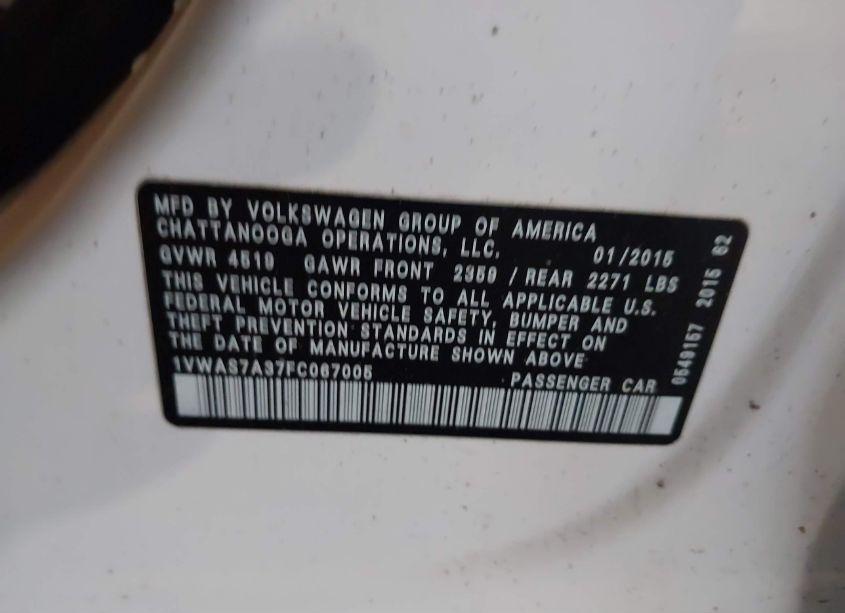 MFD BY VOLKSWAGEN GROUP OF AMERICA
CHATTANOOGA OPERATIONS, LLC. 01/2015
GVWR 4519 GAWR FRONT 2359 / REAR 2271 LBS
THIS VEHICLE CONFORMS TO ALL APPLICABLE U.S.
FEDERAL MOTOR VEHICLE SAFETY, BUMPER AND
THEFT PREVENTION STANDARDS IN EFFECT ON
THE DATE OF MANUFACTURE SHOWN ABOVE
1VWAS7A37FC067005 PASSENGER CAR
0549157 2015 02